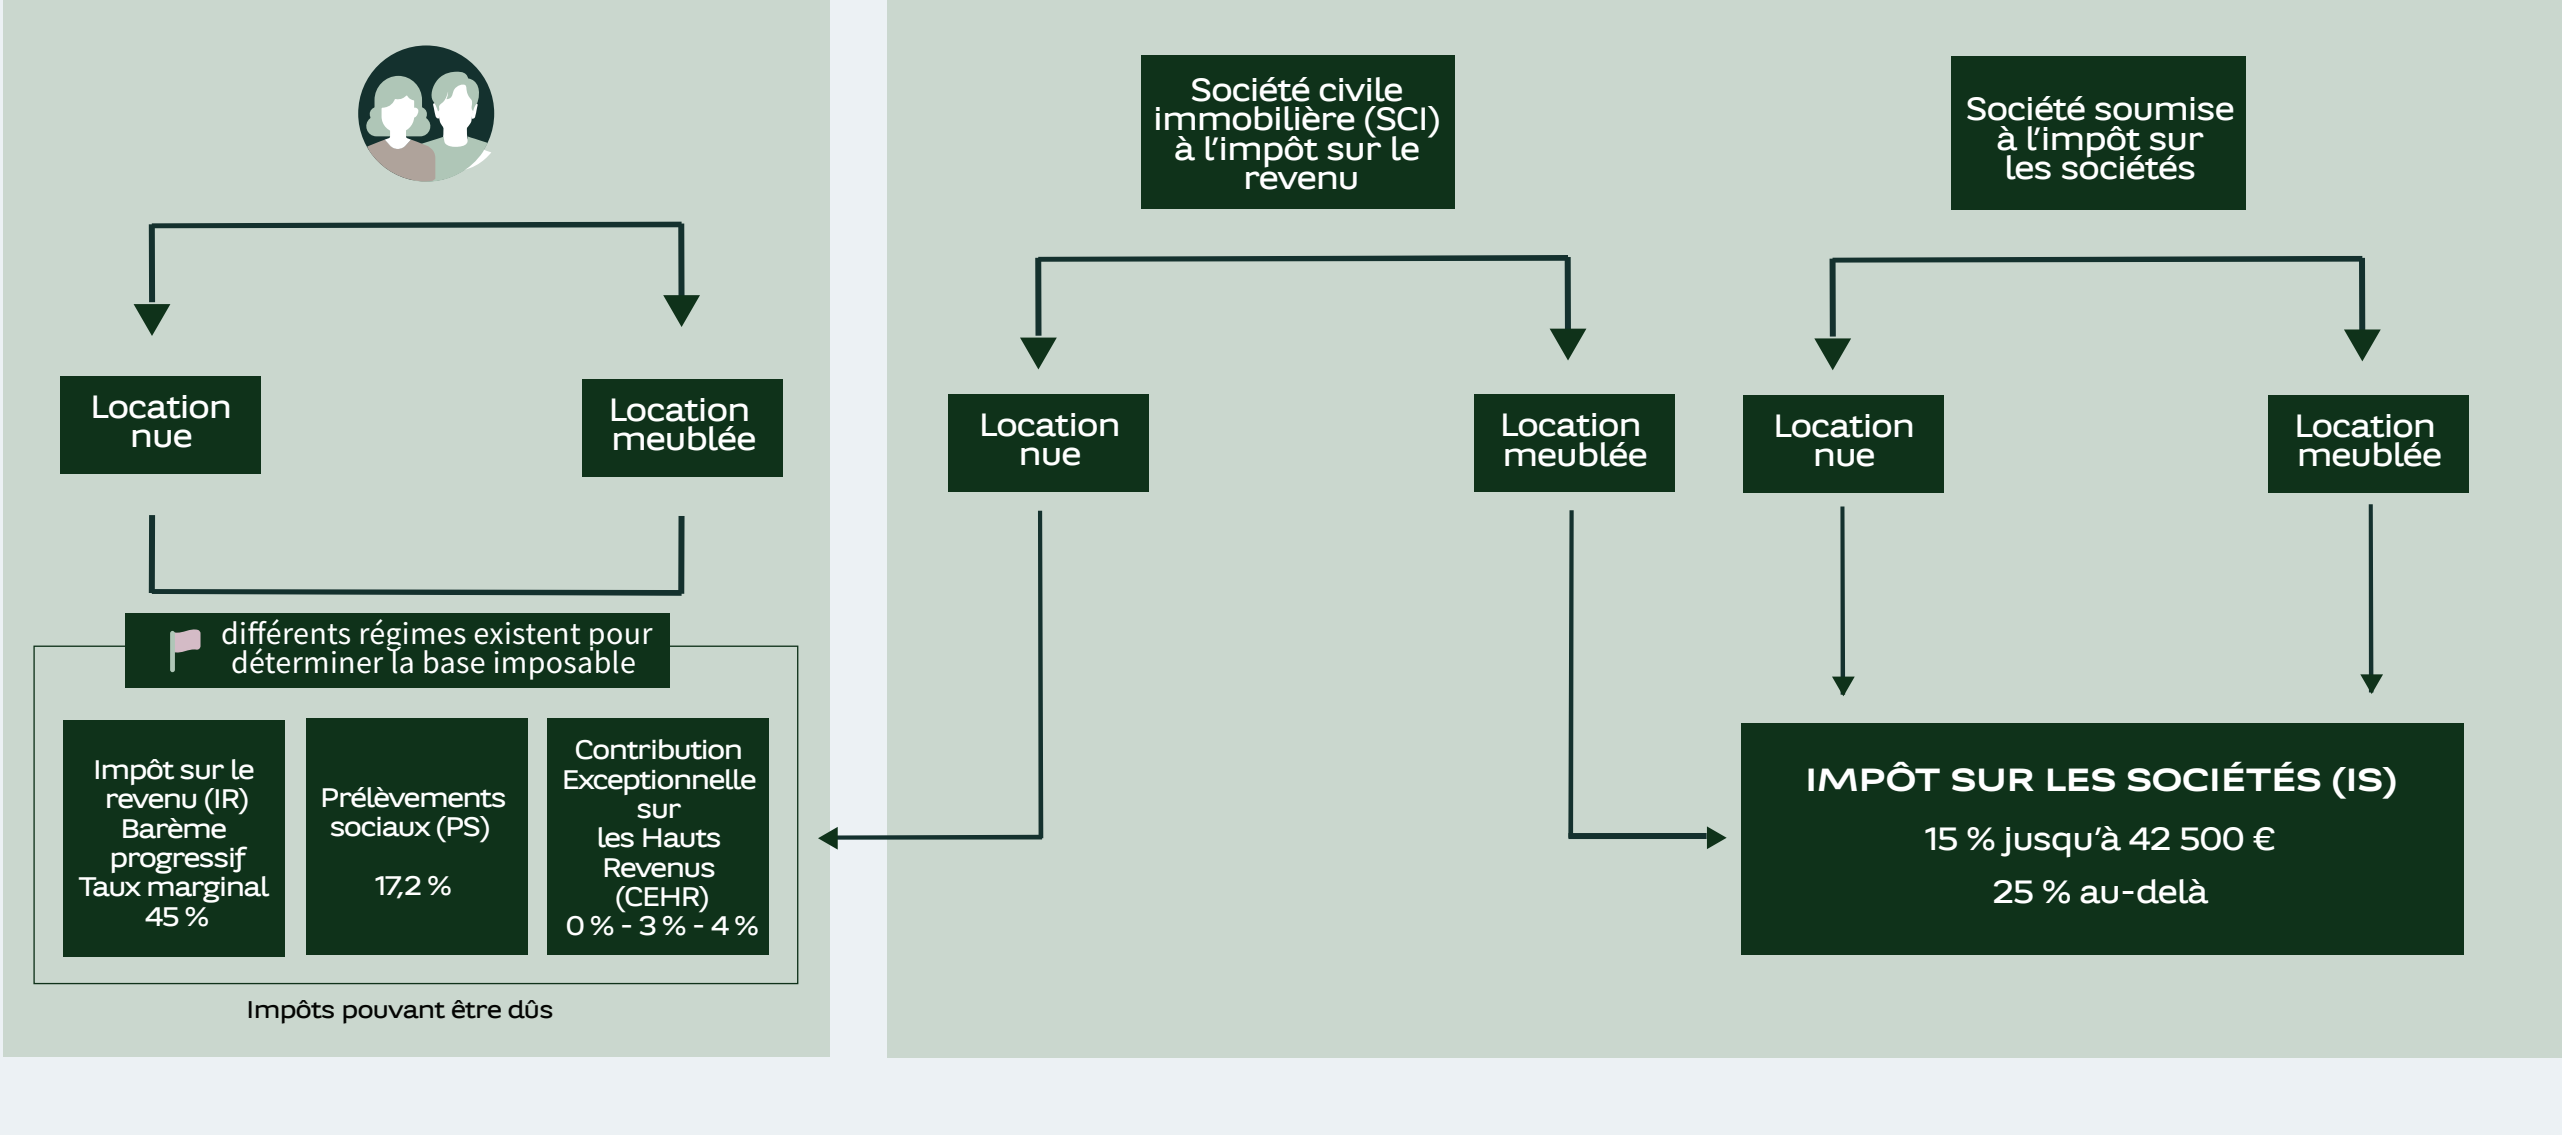 Location
nue
Location
meublée
différents régimes existent pour
déterminer la base imposable
Impôt sur le
revenu (IR)
Barème
progressif
Taux marginal
45 %
Prélèvements
sociaux (PS)
17,2 %
Contribution
Exceptionnelle
sur
les Hauts
Revenus
(CEHR)
0 % - 3 % - 4 %
Impôts pouvant être dûs
Société civile
immobilière (SCI)
à l'impôt sur le
revenu
Location
nue
Location
meublée
Société soumise
à l'impôt sur
les sociétés
Location
nue
Location
meublée
IMPÔT SUR LES SOCIÉTÉS (IS)
15 % jusqu'à 42 500 €
25 % au-delà